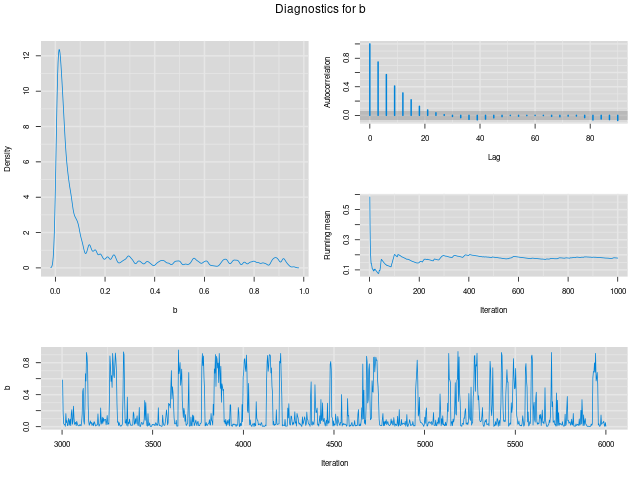 Diagnostics for b
Density
0 2 4 6 8 10 12
0.0 0.2 0.4 0.6 0.8 1.0
b
Autocorrelation
0.0 0.4 0.8
0 20 40 60 80
Lag
Running mean
0.1 0.3 0.6
0 200 400 600 800 1000
Iteration
b
0.0 0.4 0.8
3000 3500 4000 4500 5000 5500 6000
Iteration